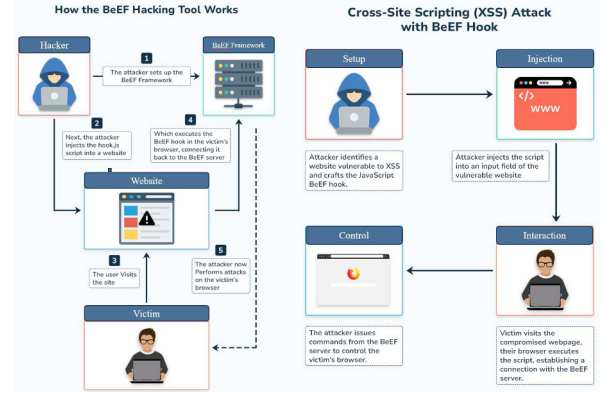 How the BeEF Hacking Tool Works
Hacker
BeEF Framework
1
The attacker sets up the
BeEF Framework
2
Next, the attacker
injects the hook.js
script into a website
4
Which executes the
BeEF hook in the victim's
browser, connecting it
back to the BeEF server
Website
3
The user Visits
the site
5
The attacker now
Performs attacks
on the victim's
browser
Victim
Cross-Site Scripting (XSS) Attack
with BeEF Hook
Setup
Attacker identifies a
website vulnerable to XSS
and crafts the JavaScript
BeEF hook.
Injection
www.
</>
www
Attacker injects the script
into an input field of the
vulnerable website
Control
The attacker issues
commands from the BeEF
server to control the
victim's browser.
Interaction
Victim visits the
compromised webpage,
their browser executes
the script, establishing a
connection with the BeEF
server.